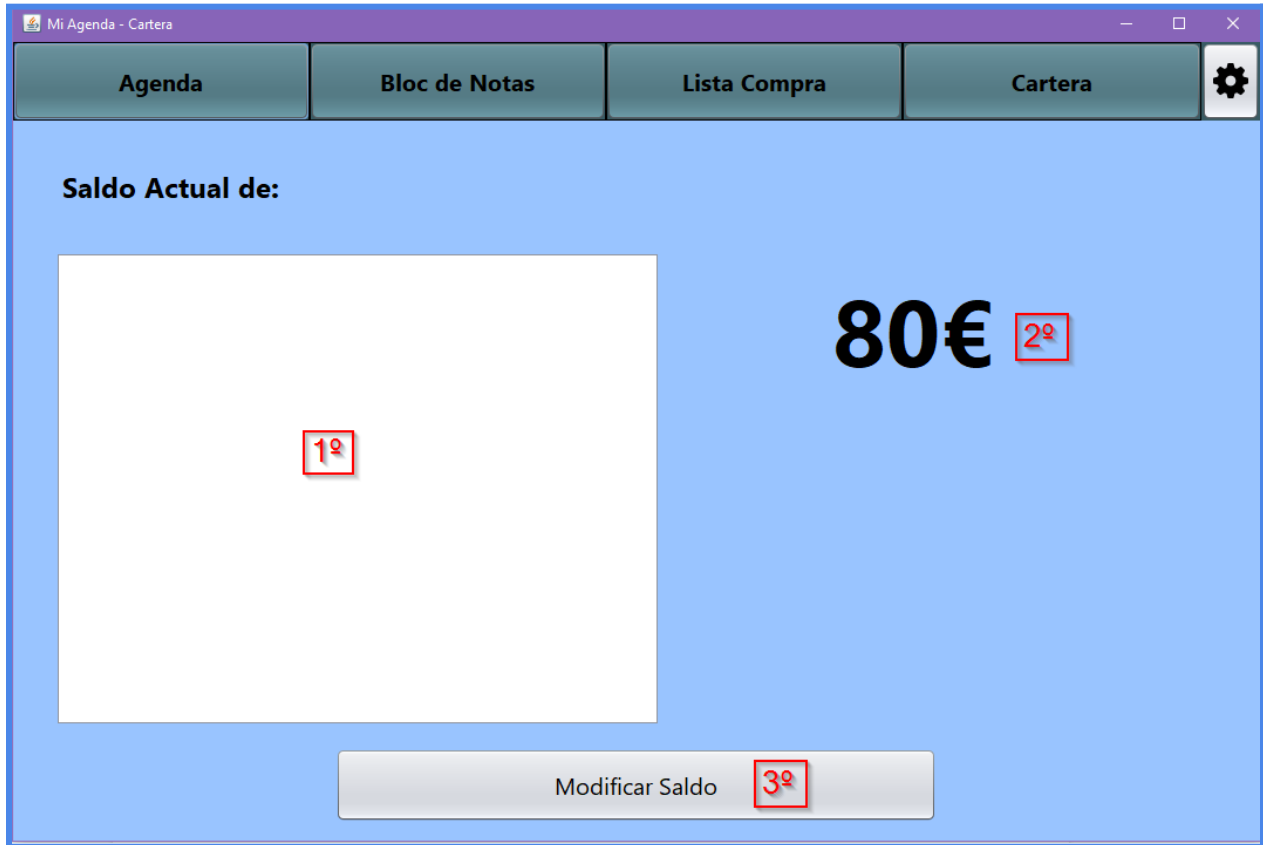 Mi Agenda - Cartera
Agenda Bloc de Notas Lista Compra Cartera
Saldo Actual de:
80€ 2º
1º
Modificar Saldo 3º